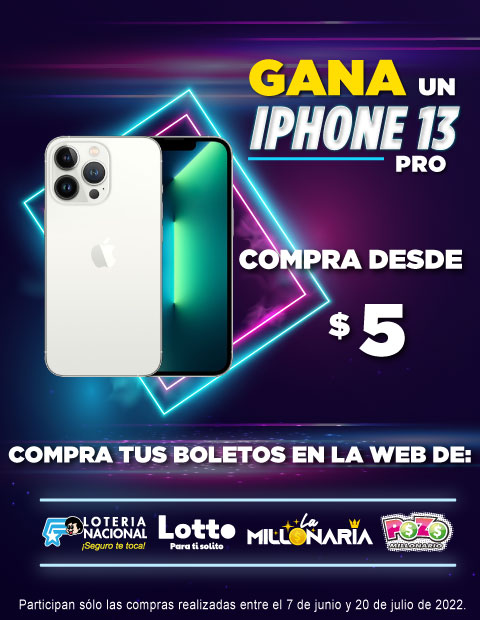 GANA UN
IPHONE 13
PRO
COMPRA DESDE
$ 5
COMPRA TUS BOLETOS EN LA WEB DE:
LOTERIA
NACIONAL
¡Seguro te toca!
Lotto
Para ti solito
La
MILLONARIA
POZO
MILLONARIO
Participan sólo las compras realizadas entre el 7 de junio y 20 de julio de 2022.